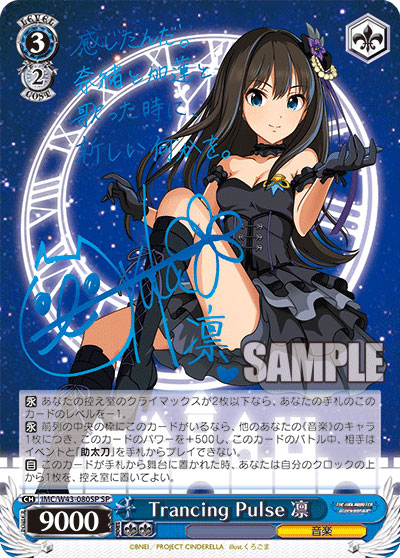 LEVEL
3
2
COST
感じたんだ。
奈緒と加蓮と
歌った時に、
新しい何かを。
凛
SAMPLE
永 あなたの控え室のクライマックスが2枚以下なら、あなたの手札のこの
カードのレベルを－1。
永 前列の中央の枠にこのカードがいるなら、他のあなたの《音楽》のキャラ
1枚につき、このカードのパワーを＋500し、このカードのバトル中、相手は
イベントと「助太刀」を手札からプレイできない。
自 このカードが手札から舞台に置かれた時、あなたは自分のクロックの上
から1枚を、控え室に置いてよい。
CH IMC/W43-080SP SP
9000
Trancing Pulse 凛
音楽
©BNEI／PROJECT CINDERELLA illust.くろごま